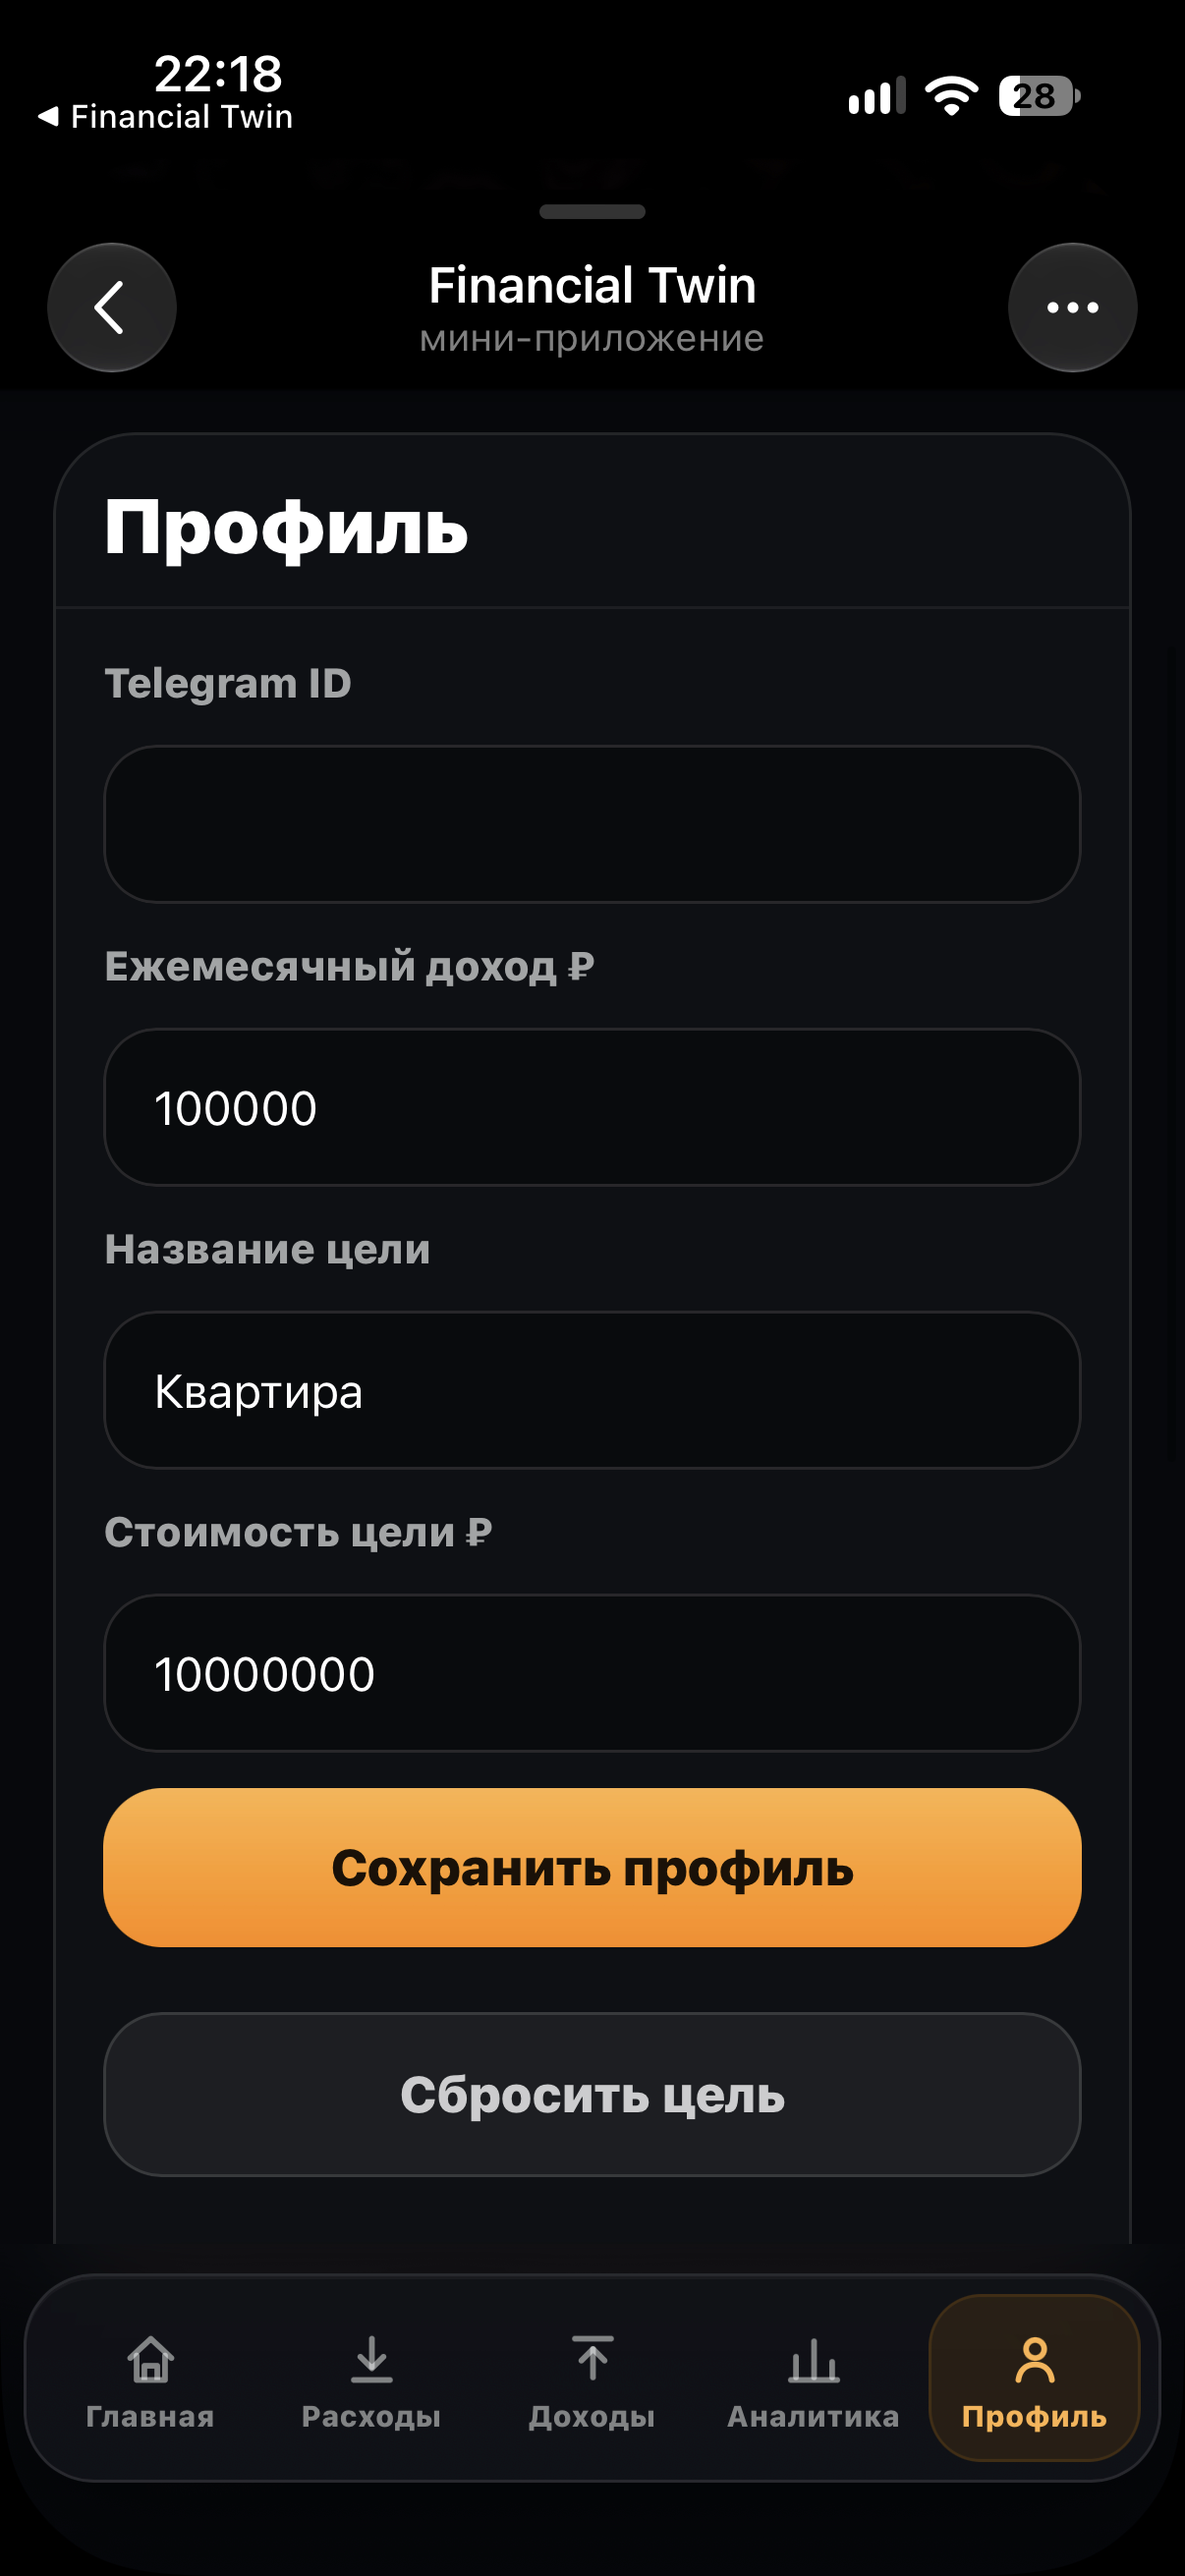 22:18
28
◀ Financial Twin
Financial Twin
мини-приложение
Профиль
Telegram ID
Ежемесячный доход ₽
100000
Название цели
Квартира
Стоимость цели ₽
10000000
Сохранить профиль
Сбросить цель
Главная
Расходы
Доходы
Аналитика
Профиль